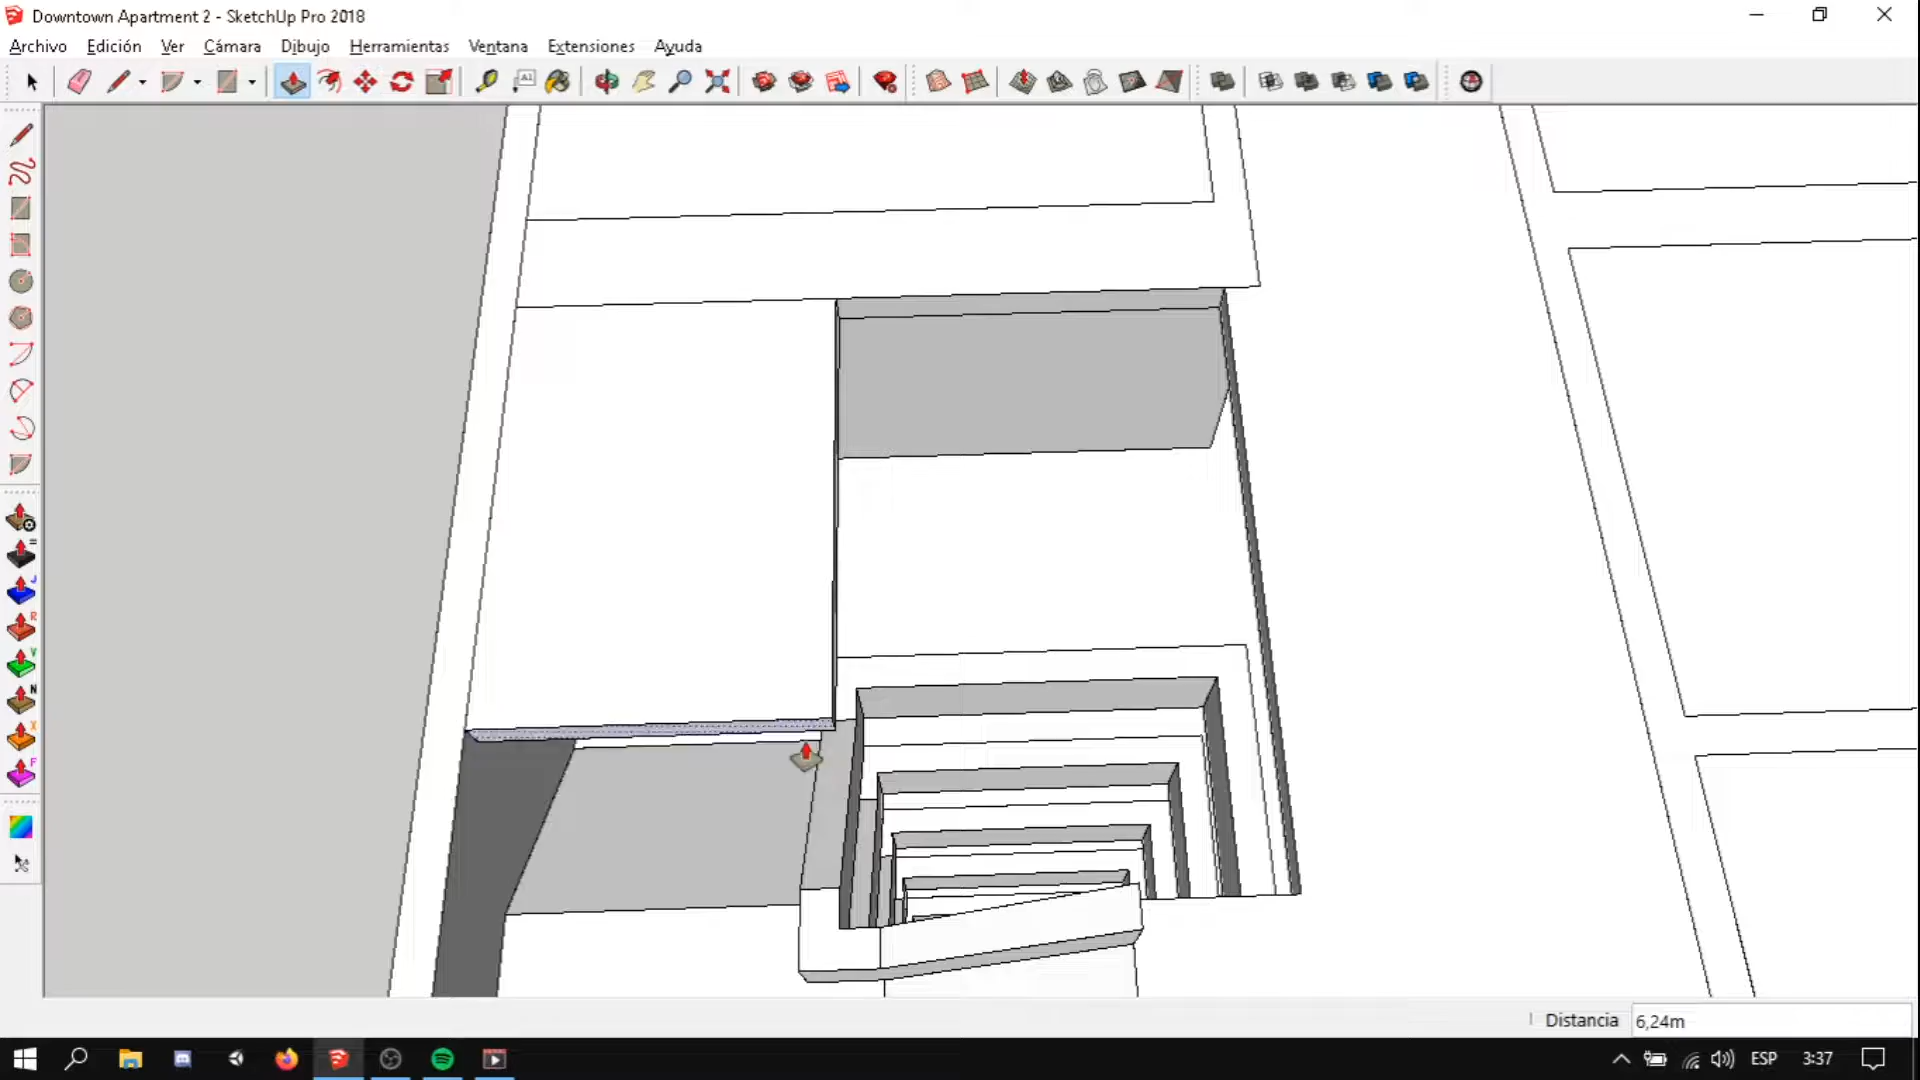 Downtown Apartment 2 - SketchUp Pro 2018
Archivo Edición Ver Cámara Dibujo Herramientas Ventana Extensiones Ayuda
A1
=
J
R
V
N
X
F
Distancia 6,24m
ESP 3:37